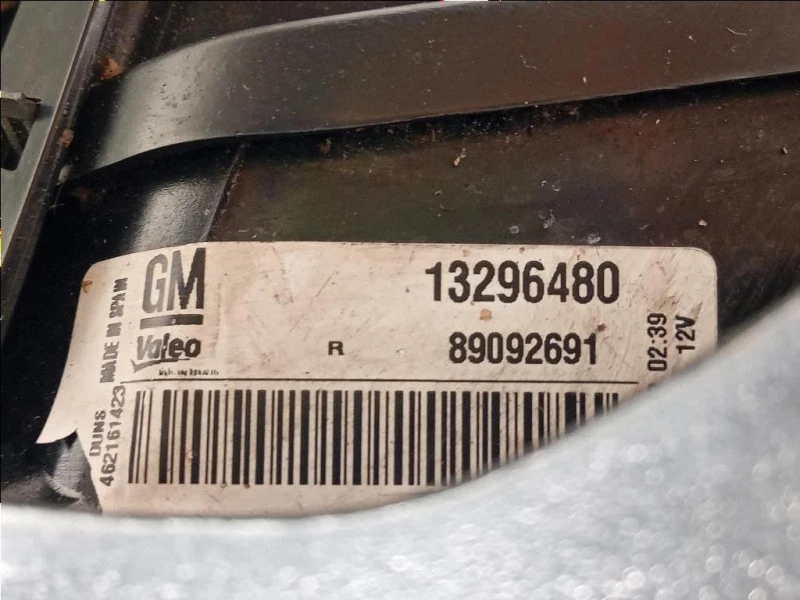 GM
13296480
Valeo
R
89092691
MADE IN SPAIN
DUNS
462161423
02:39
12V